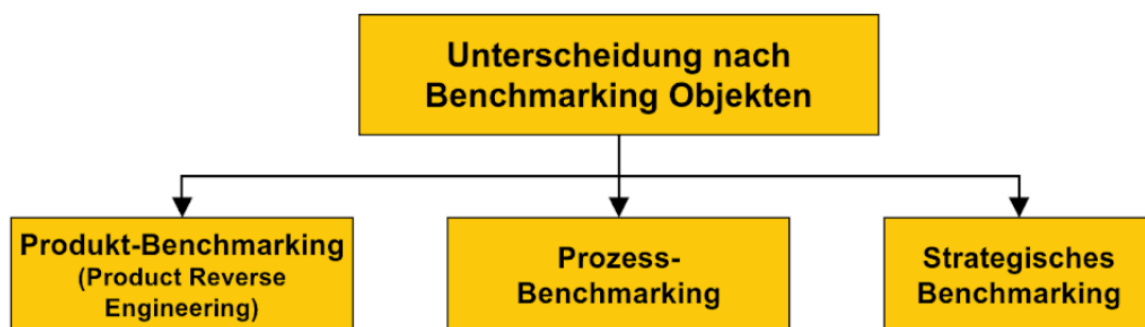 Unterscheidung nach
Benchmarking Objekten
Produkt-Benchmarking
(Product Reverse
Engineering)
Prozess-
Benchmarking
Strategisches
Benchmarking